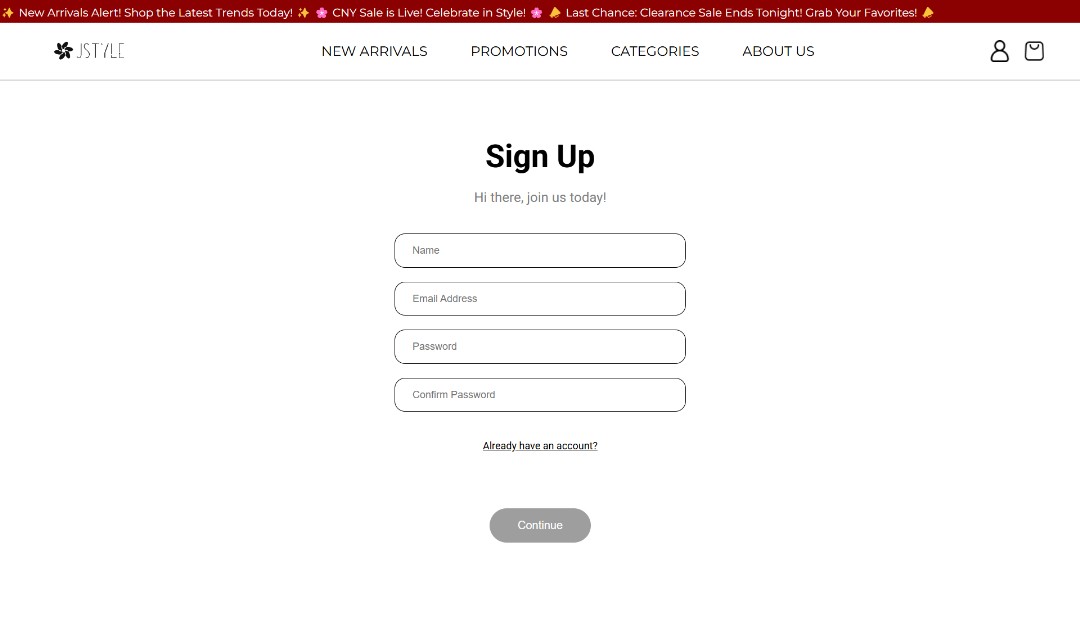 ✨ New Arrivals Alert! Shop the Latest Trends Today! ✨ 🌸 CNY Sale is Live! Celebrate in Style! 🌸 📣 Last Chance: Clearance Sale Ends Tonight! Grab Your Favorites! 📣
JSTYLE NEW ARRIVALS PROMOTIONS CATEGORIES ABOUT US
Sign Up
Hi there, join us today!
Name
Email Address
Password
Confirm Password
Already have an account?
Continue